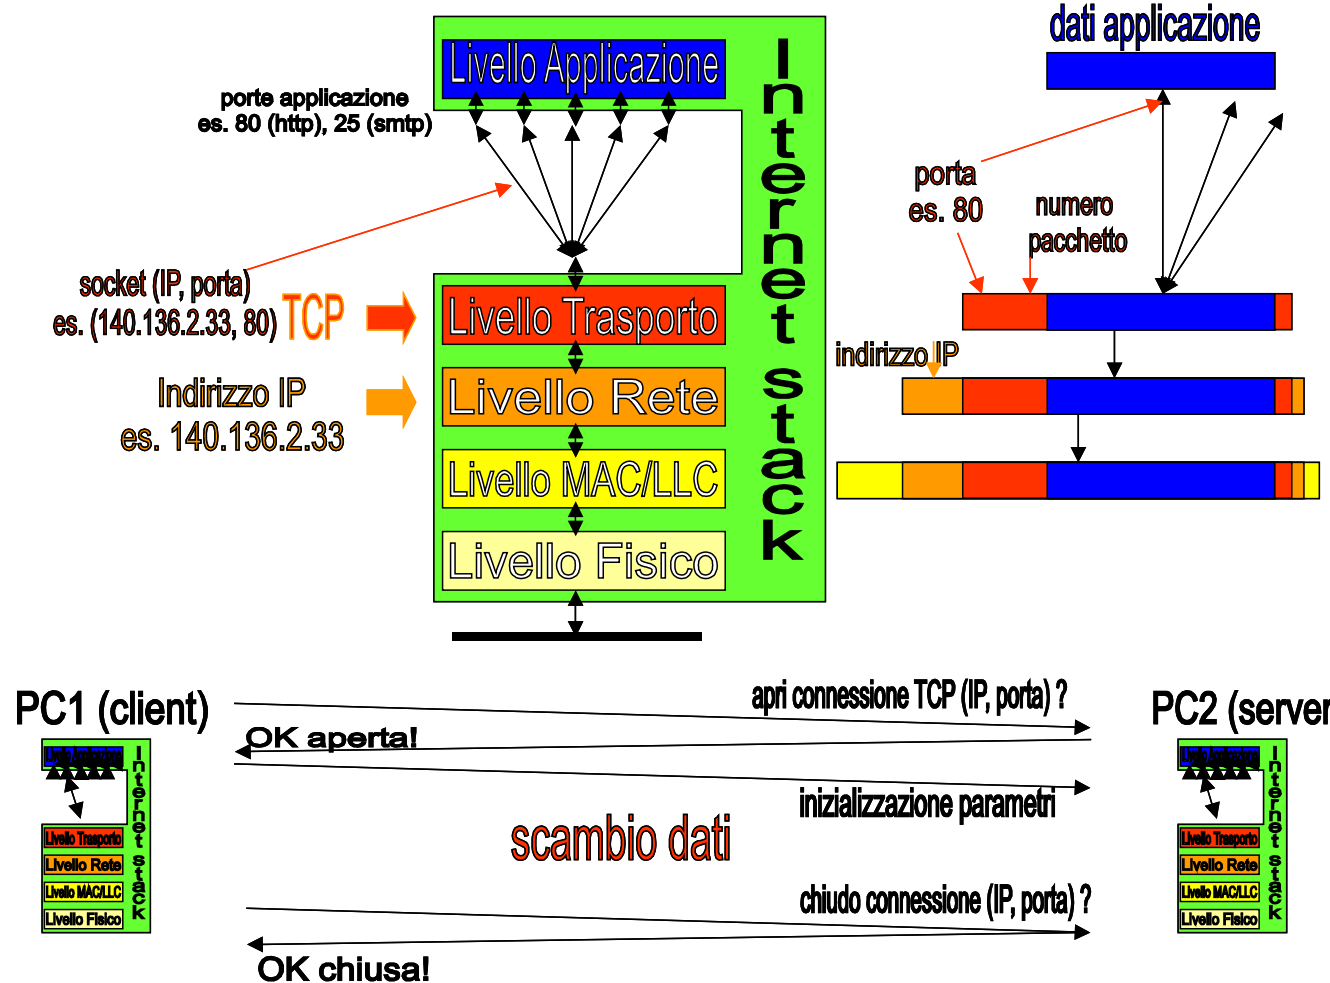 Livello Applicazione
porte applicazione
es. 80 (http), 25 (smtp)
socket (IP, porta)
es. (140.136.2.33, 80)
TCP
Indirizzo IP
es. 140.136.2.33
Livello Trasporto
Livello Rete
Livello MAC/LLC
Livello Fisico
Internet stack
dati applicazione
porta
es. 80
numero
pacchetto
indirizzo IP
PC1 (client)
Livello Applicazione
Livello Trasporto
Livello Rete
Livello MAC/LLC
Livello Fisico
Internet stack
apri connessione TCP (IP, porta) ?
OK aperta!
inizializzazione parametri
scambio dati
chiudo connessione (IP, porta) ?
OK chiusa!
PC2 (server
Livello Applicazione
Livello Trasporto
Livello Rete
Livello MAC/LLC
Livello Fisico
Internet stack